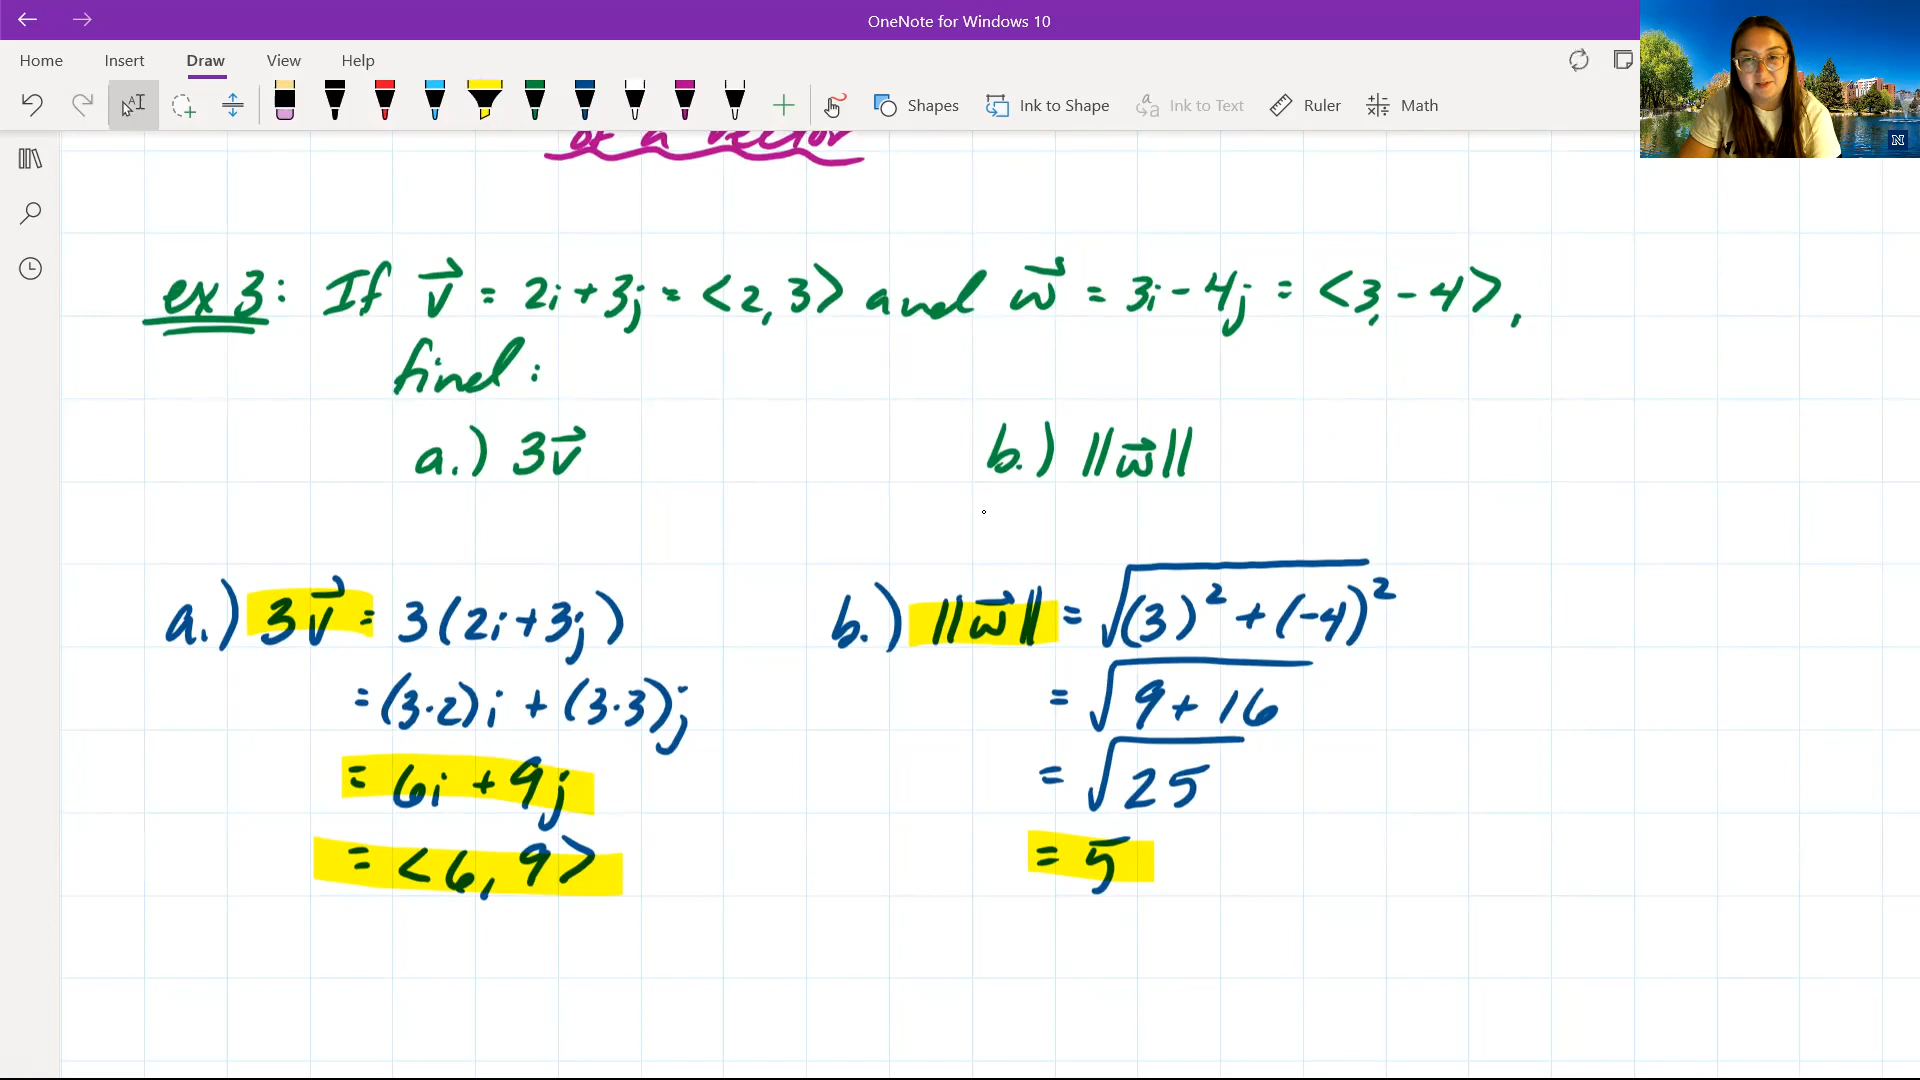 OneNote for Windows 10
Home Insert Draw View Help
Shapes Ink to Shape Ink to Text Ruler Math
N
of a vector
ex 3: If v⃗ = 2i + 3j = <2, 3> and w⃗ = 3i - 4j = <3, -4>,
find:
a.) 3v⃗ b.) ||w⃗||
a.) 3v⃗ = 3(2i+3j)
= (3·2)i + (3·3)j
= 6i + 9j
= <6, 9>
b.) ||w⃗|| = √((3)² + (-4)²)
= √(9 + 16)
= √25
= 5